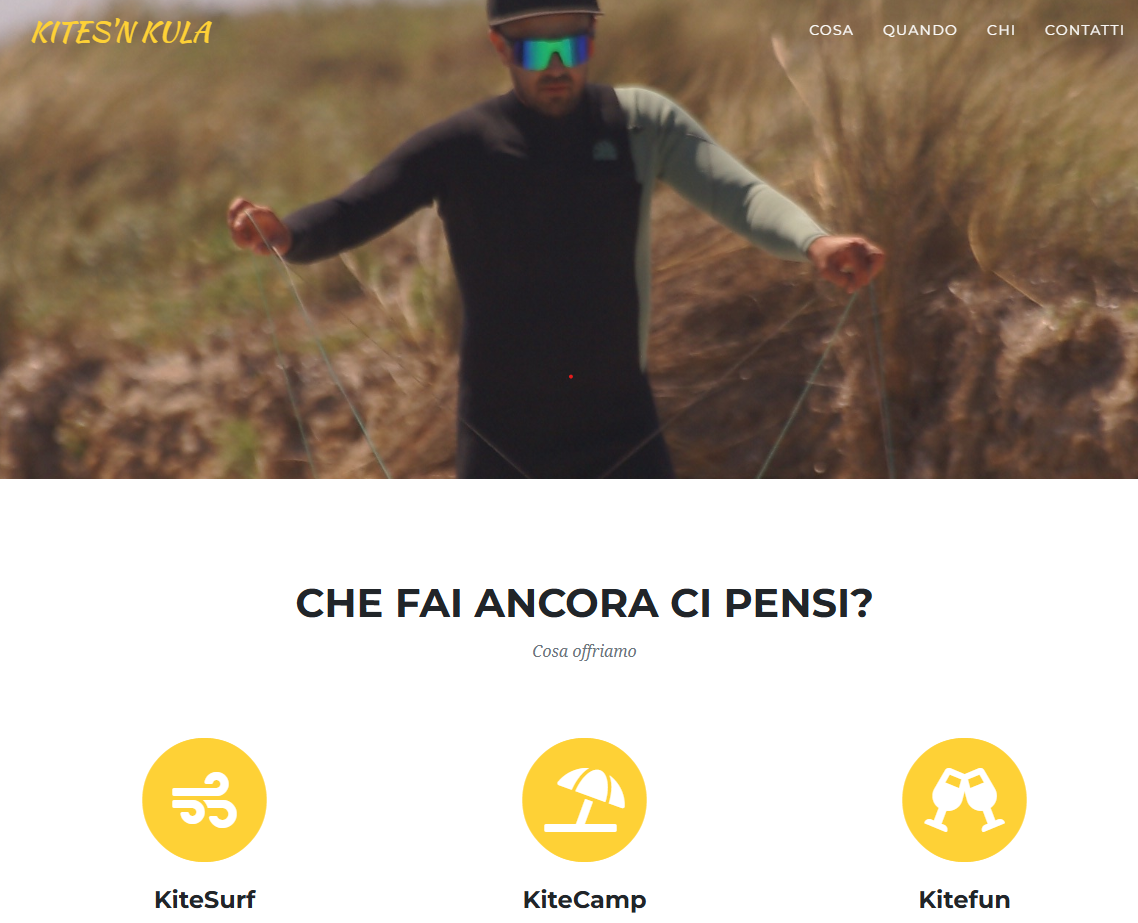 KITES'N KULA
COSA QUANDO CHI CONTATTI
CHE FAI ANCORA CI PENSI?
Cosa offriamo
KiteSurf KiteCamp Kitefun